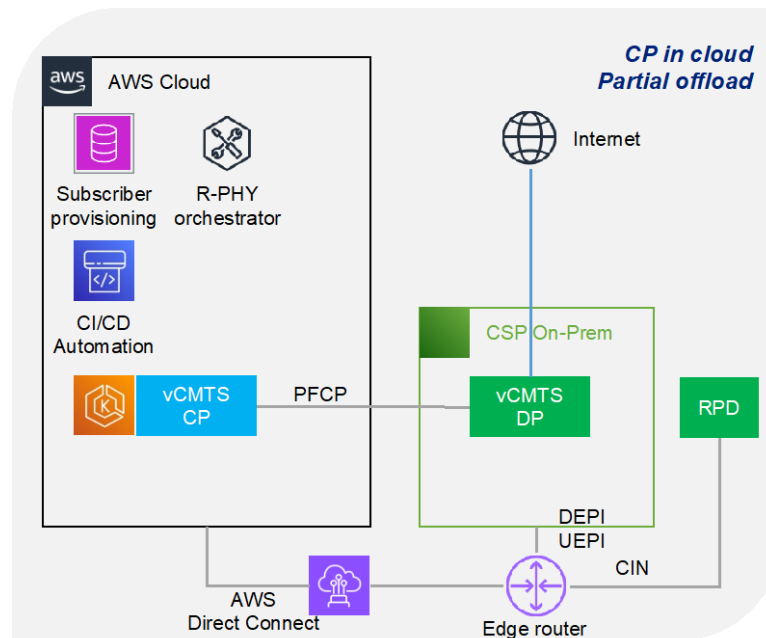 CP in cloud
Partial offload
aws
AWS Cloud
Internet
Subscriber
provisioning
R-PHY
orchestrator
</>
CI/CD
Automation
CSP On-Prem
K
vCMTS
CP
PFCP
vCMTS
DP
RPD
DEPI
UEPI
CIN
AWS
Direct Connect
Edge router